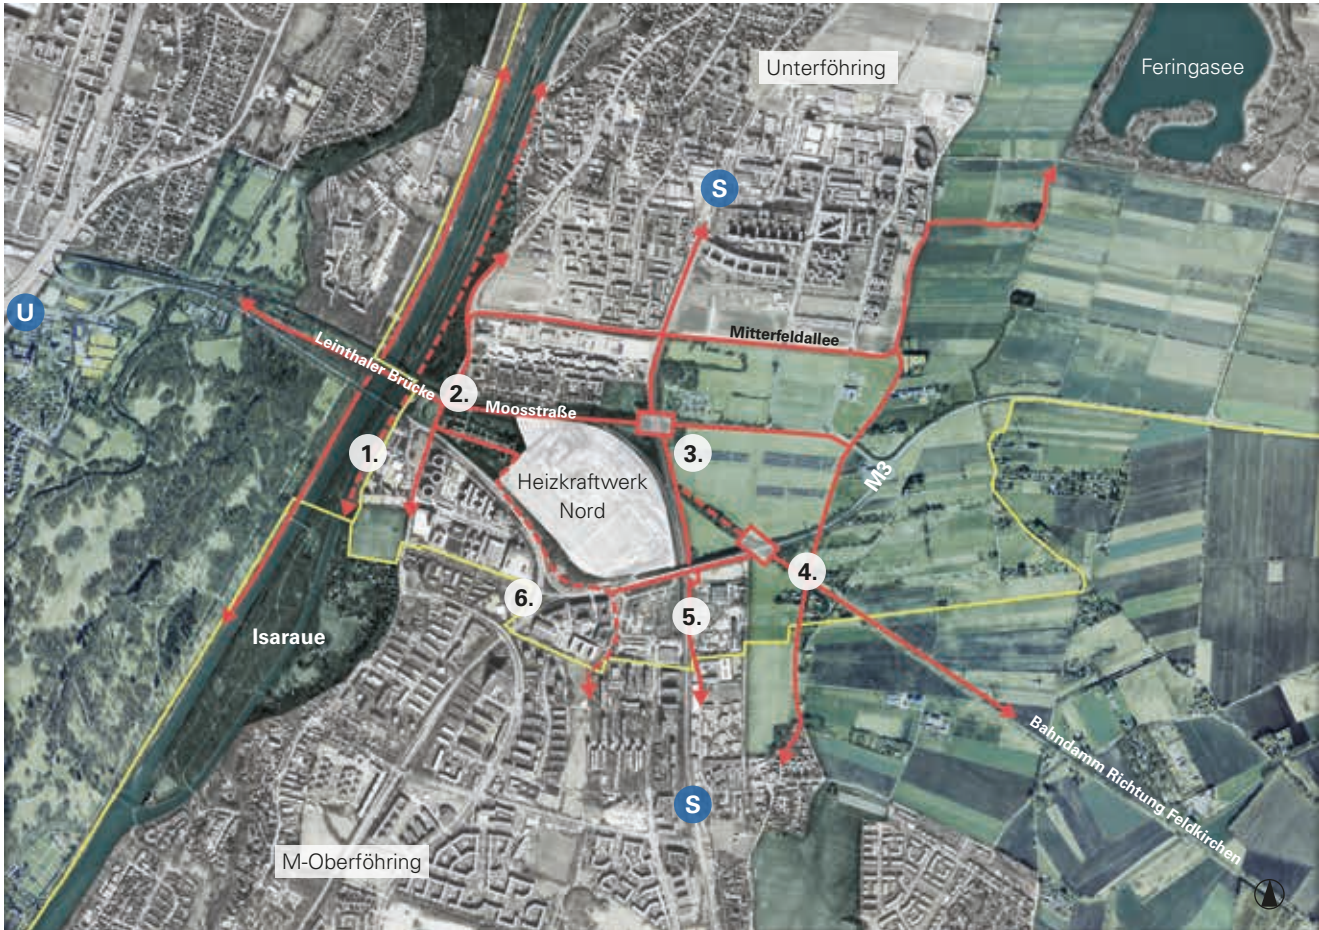 Unterföhring
Feringasee
S
U
Mitterfeldallee
Leinthaler Brücke
2.
Moosstraße
1.
3.
M3
Heizkraftwerk
Nord
4.
6.
5.
Isaraue
Bahndamm Richtung Feldkirchen
S
M-Oberföhring